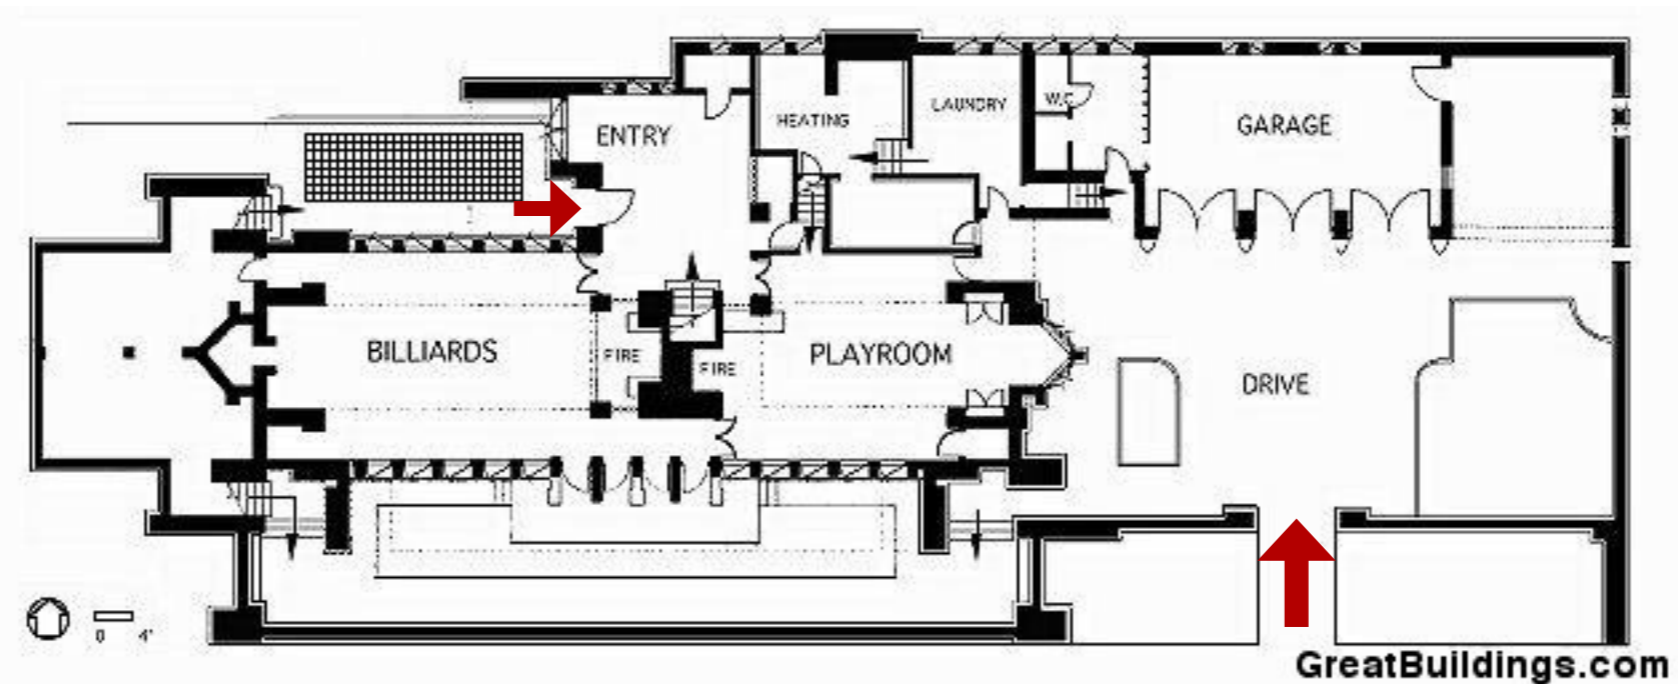 ENTRY
HEATING
LAUNDRY
W.C
GARAGE
BILLIARDS
FIRE
FIRE
PLAYROOM
DRIVE
0 4'
GreatBuildings.com